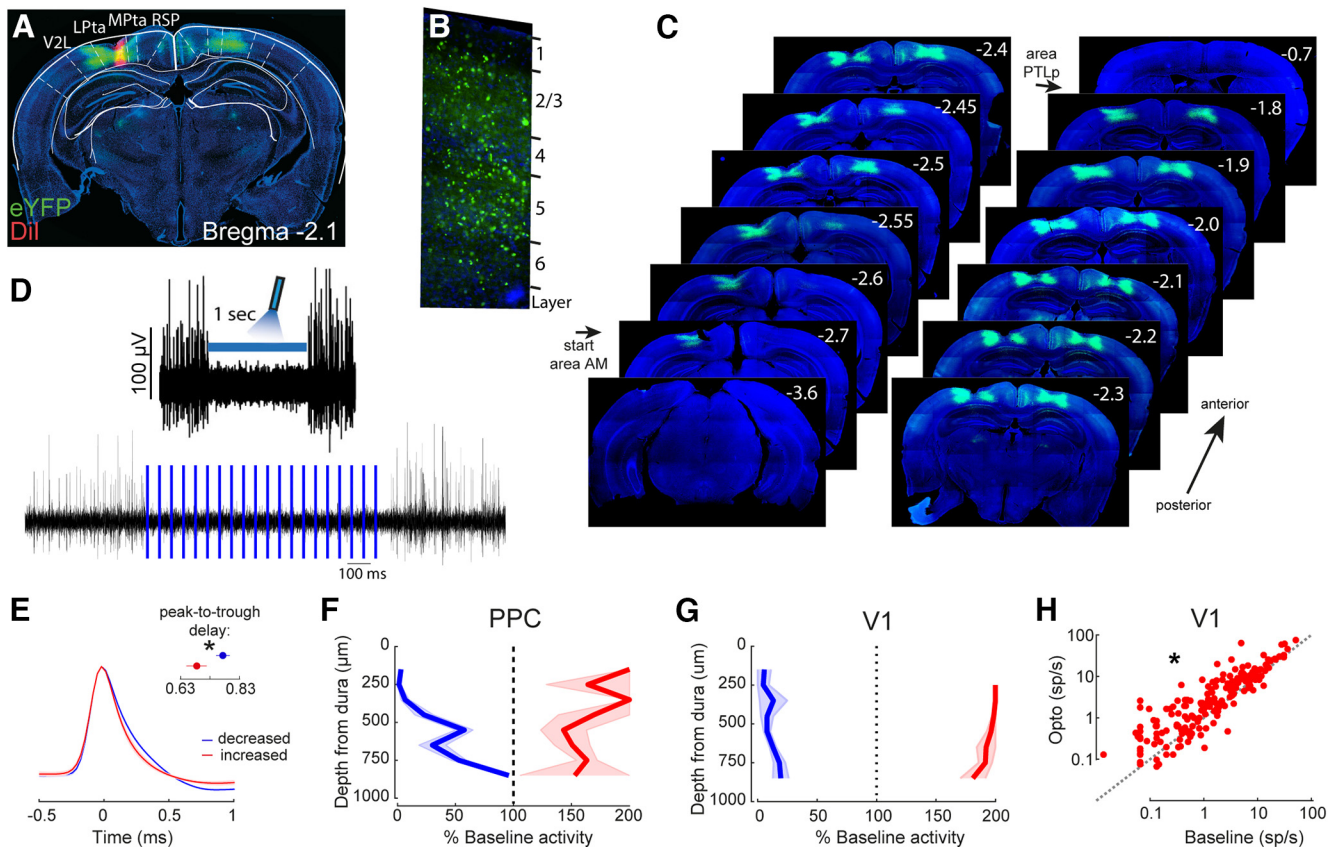 A
V2L LPta MPta RSP
eYFP
DiI
Bregma -2.1
B
1
2/3
4
5
6
Layer
C
-2.4
-2.45
-2.5
-2.55
-2.6
-2.7
-3.6
start
area AM
area
PTLp
-0.7
-1.8
-1.9
-2.0
-2.1
-2.2
-2.3
anterior
posterior
D
1 sec
100 µV
100 ms
E
peak-to-trough
delay:
*
0.63 0.83
decreased
increased
-0.5 0 0.5 1
Time (ms)
F
PPC
Depth from dura (µm)
0
250
500
750
1000
0 50 100 150 200
% Baseline activity
G
V1
Depth from dura (um)
0
250
500
750
1000
0 50 100 150 200
% Baseline activity
H
V1
*
Opto (sp/s)
100
10
1
0.1
0.1 1 10 100
Baseline (sp/s)